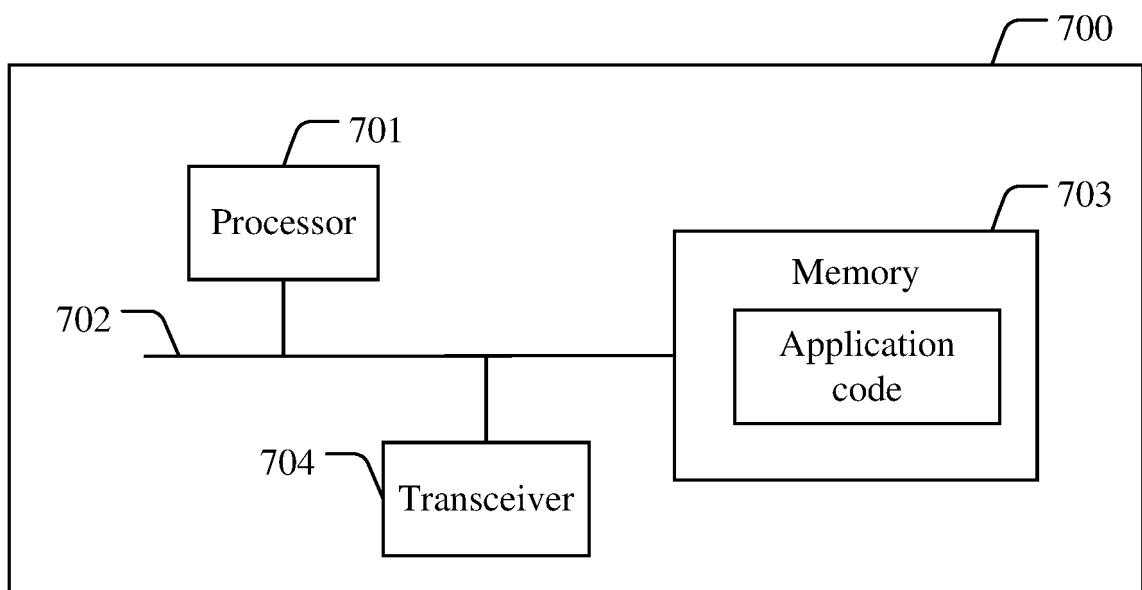 700
701
Processor
703
Memory
702
Application
code
704
Transceiver